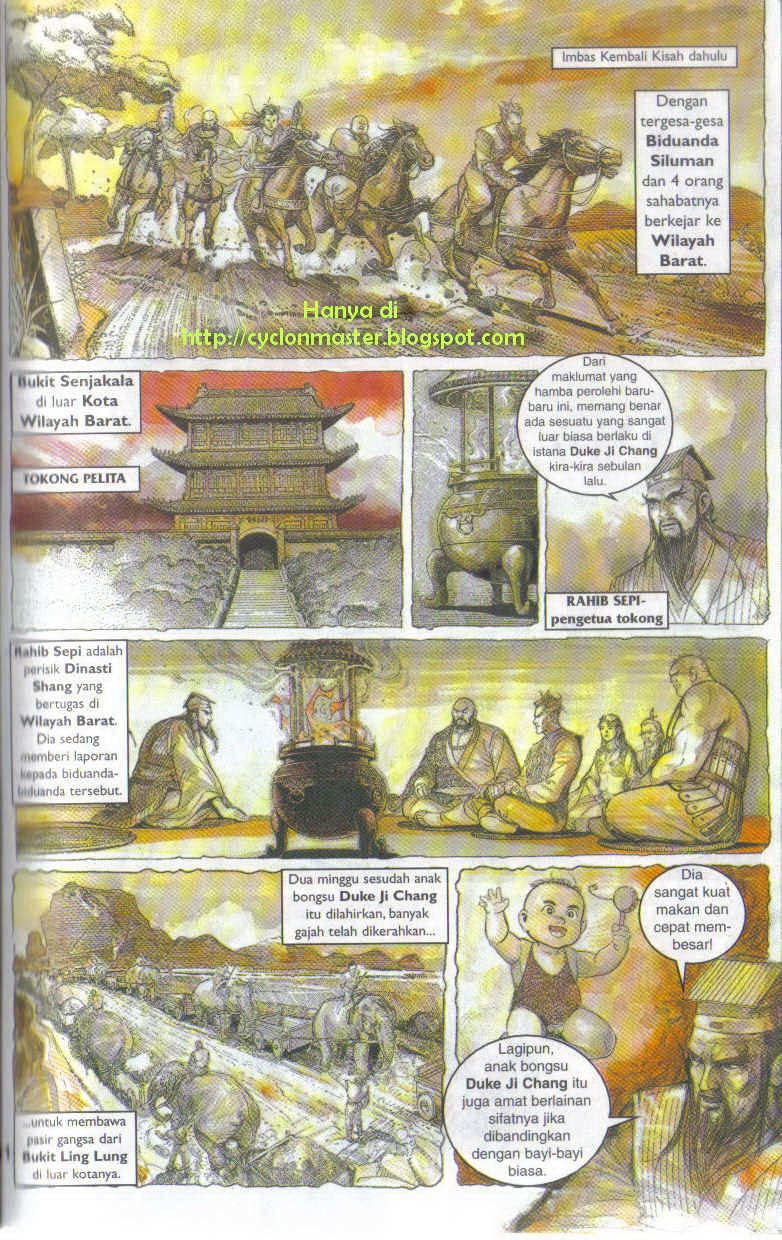 Imbas Kembali Kisah dahulu
Dengan
tergesa-gesa
Biduanda
Siluman
dan 4 orang
sahabatnya
berkejar ke
Wilayah
Barat.
Hanya di
http://cyclonmaster.blogspot.com
Bukit Senjakala
di luar Kota
Wilayah Barat.
TOKONG PELITA
Dari
maklumat yang
hamba perolehi baru-
baru ini, memang benar
ada sesuatu yang sangat
luar biasa berlaku di
istana Duke Ji Chang
kira-kira sebulan
lalu.
RAHIB SEPI-
pengetua tokong
Rahib Sepi adalah
perisik Dinasti
Shang yang
bertugas di
Wilayah Barat.
Dia sedang
memberi laporan
kepada biduanda-
biduanda tersebut.
Dua minggu sesudah anak
bongsu Duke Ji Chang
itu dilahirkan, banyak
gajah telah dikerahkan...
...untuk membawa
pasir gangsa dari
Bukit Ling Lung
di luar kotanya.
Dia
sangat kuat
makan dan
cepat mem-
besar!
Lagipun,
anak bongsu
Duke Ji Chang itu
juga amat berlainan
sifatnya jika
dibandingkan
dengan bayi-bayi
biasa.